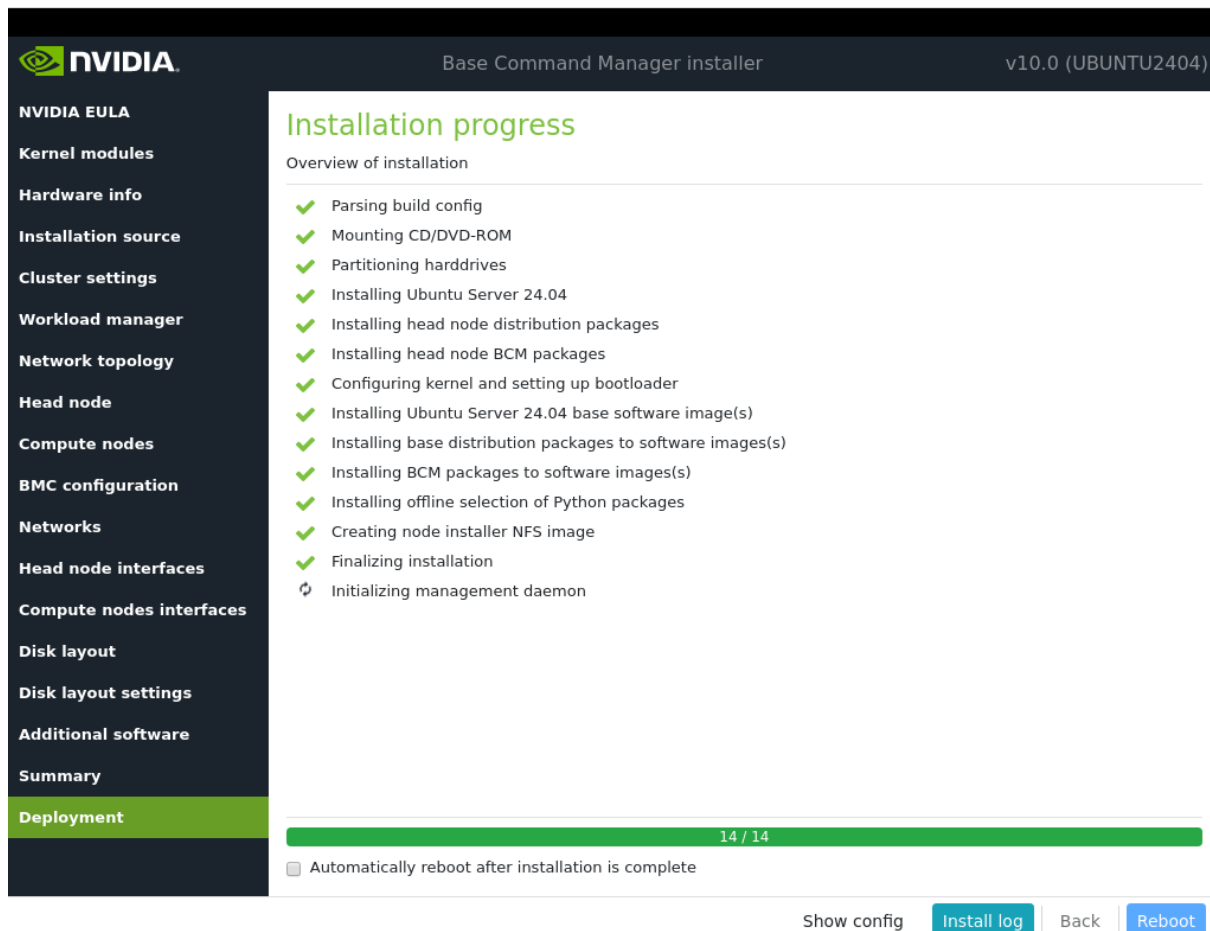 NVIDIA.
Base Command Manager installer
v10.0 (UBUNTU2404)
NVIDIA EULA
Kernel modules
Hardware info
Installation source
Cluster settings
Workload manager
Network topology
Head node
Compute nodes
BMC configuration
Networks
Head node interfaces
Compute nodes interfaces
Disk layout
Disk layout settings
Additional software
Summary
Deployment
Installation progress
Overview of installation
Parsing build config
Mounting CD/DVD-ROM
Partitioning harddrives
Installing Ubuntu Server 24.04
Installing head node distribution packages
Installing head node BCM packages
Configuring kernel and setting up bootloader
Installing Ubuntu Server 24.04 base software image(s)
Installing base distribution packages to software images(s)
Installing BCM packages to software images(s)
Installing offline selection of Python packages
Creating node installer NFS image
Finalizing installation
Initializing management daemon
14 / 14
Automatically reboot after installation is complete
Show config
Install log
Back
Reboot